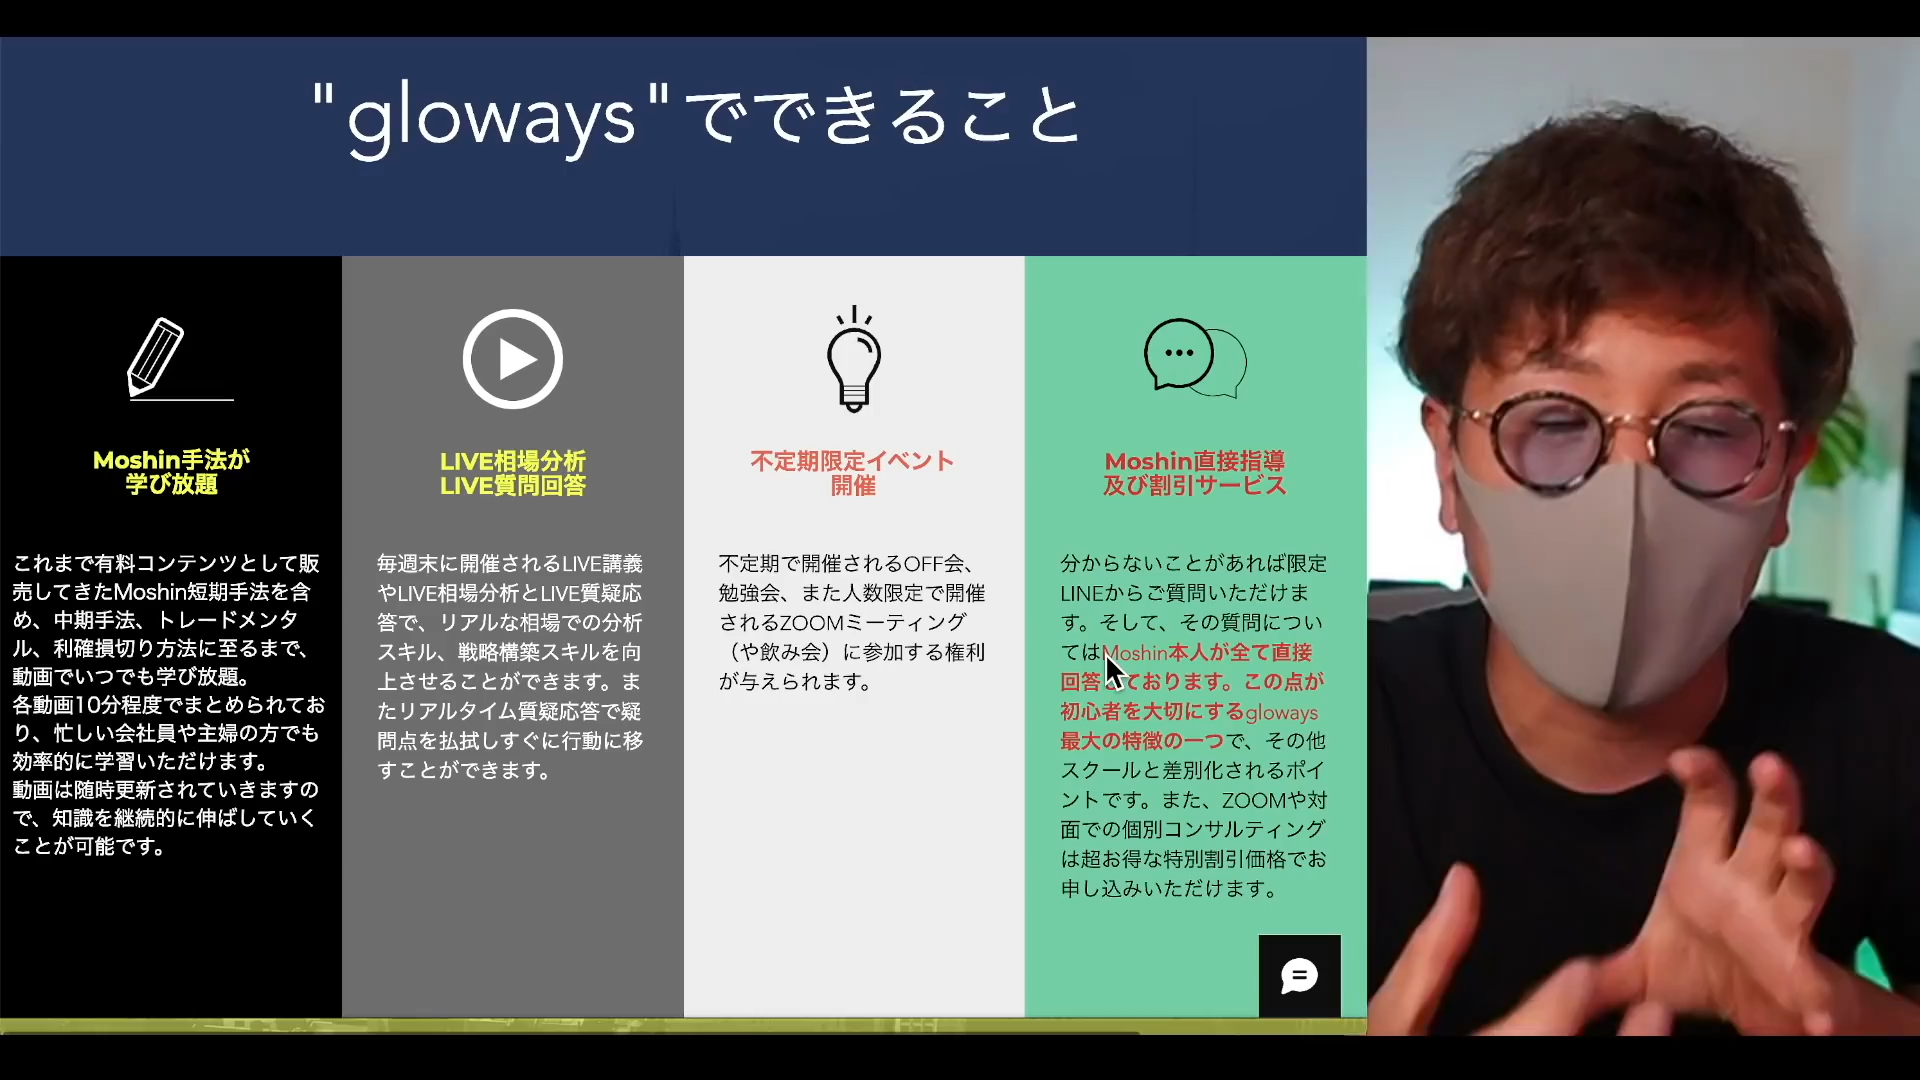 "gloways"でできること
Moshin手法が
学び放題
これまで有料コンテンツとして販
売してきたMoshin短期手法を含
め、中期手法、トレードメンタ
ル、利確損切り方法に至るまで、
動画でいつでも学び放題。
各動画10分程度でまとめられてお
り、忙しい会社員や主婦の方でも
効率的に学習いただけます。
動画は随時更新されていきますの
で、知識を継続的に伸ばしていく
ことが可能です。
LIVE相場分析
LIVE質問回答
毎週末に開催されるLIVE講義
やLIVE相場分析とLIVE質疑応
答で、リアルな相場での分析
スキル、戦略構築スキルを向
上させることができます。ま
たリアルタイム質疑応答で疑
問点を払拭しすぐに行動に移
すことができます。
不定期限定イベント
開催
不定期で開催されるOFF会、
勉強会、また人数限定で開催
されるZOOMミーティング
（や飲み会）に参加する権利
が与えられます。
Moshin直接指導
及び割引サービス
分からないことがあれば限定
LINEからご質問いただけま
す。そして、その質問につい
てはMoshin本人が全て直接
回答ております。この点が
初心者を大切にするgloways
最大の特徴の一つで、その他
スクールと差別化されるポイ
ントです。また、ZOOMや対
面での個別コンサルティング
は超お得な特別割引価格でお
申し込みいただけます。